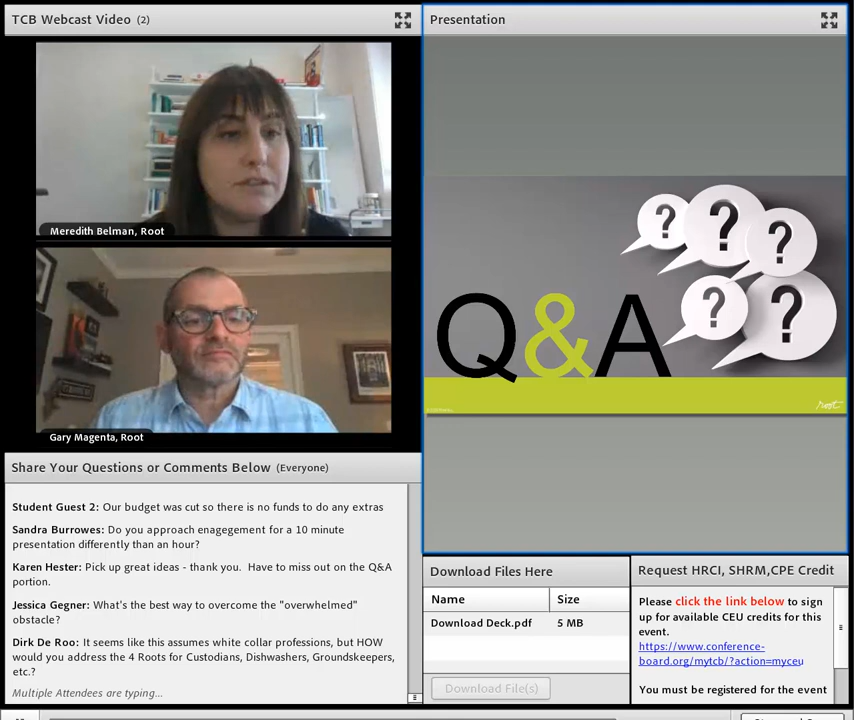 TCB Webcast Video (2)
Meredith Belman, Root
Gary Magenta, Root
Share Your Questions or Comments Below (Everyone)
Student Guest 2: Our budget was cut so there is no funds to do any extras
Sandra Burrowes: Do you approach enagegement for a 10 minute
presentation differently than an hour?
Karen Hester: Pick up great ideas - thank you. Have to miss out on the Q&A
portion.
Jessica Gegner: What's the best way to overcome the "overwhelmed"
obstacle?
Dirk De Roo: It seems like this assumes white collar professions, but HOW
would you address the 4 Roots for Custodians, Dishwashers, Groundskeepers,
etc.?
Multiple Attendees are typing...
Presentation
? ? ? ? ?
Q&A
root
Download Files Here
Name Size
Download Deck.pdf 5 MB
Download File(s)
Request HRCI, SHRM,CPE Credit
Please click the link below to sign
up for available CEU credits for this
event.
https://www.conference-
board.org/mytcb/?action=myceu
You must be registered for the event